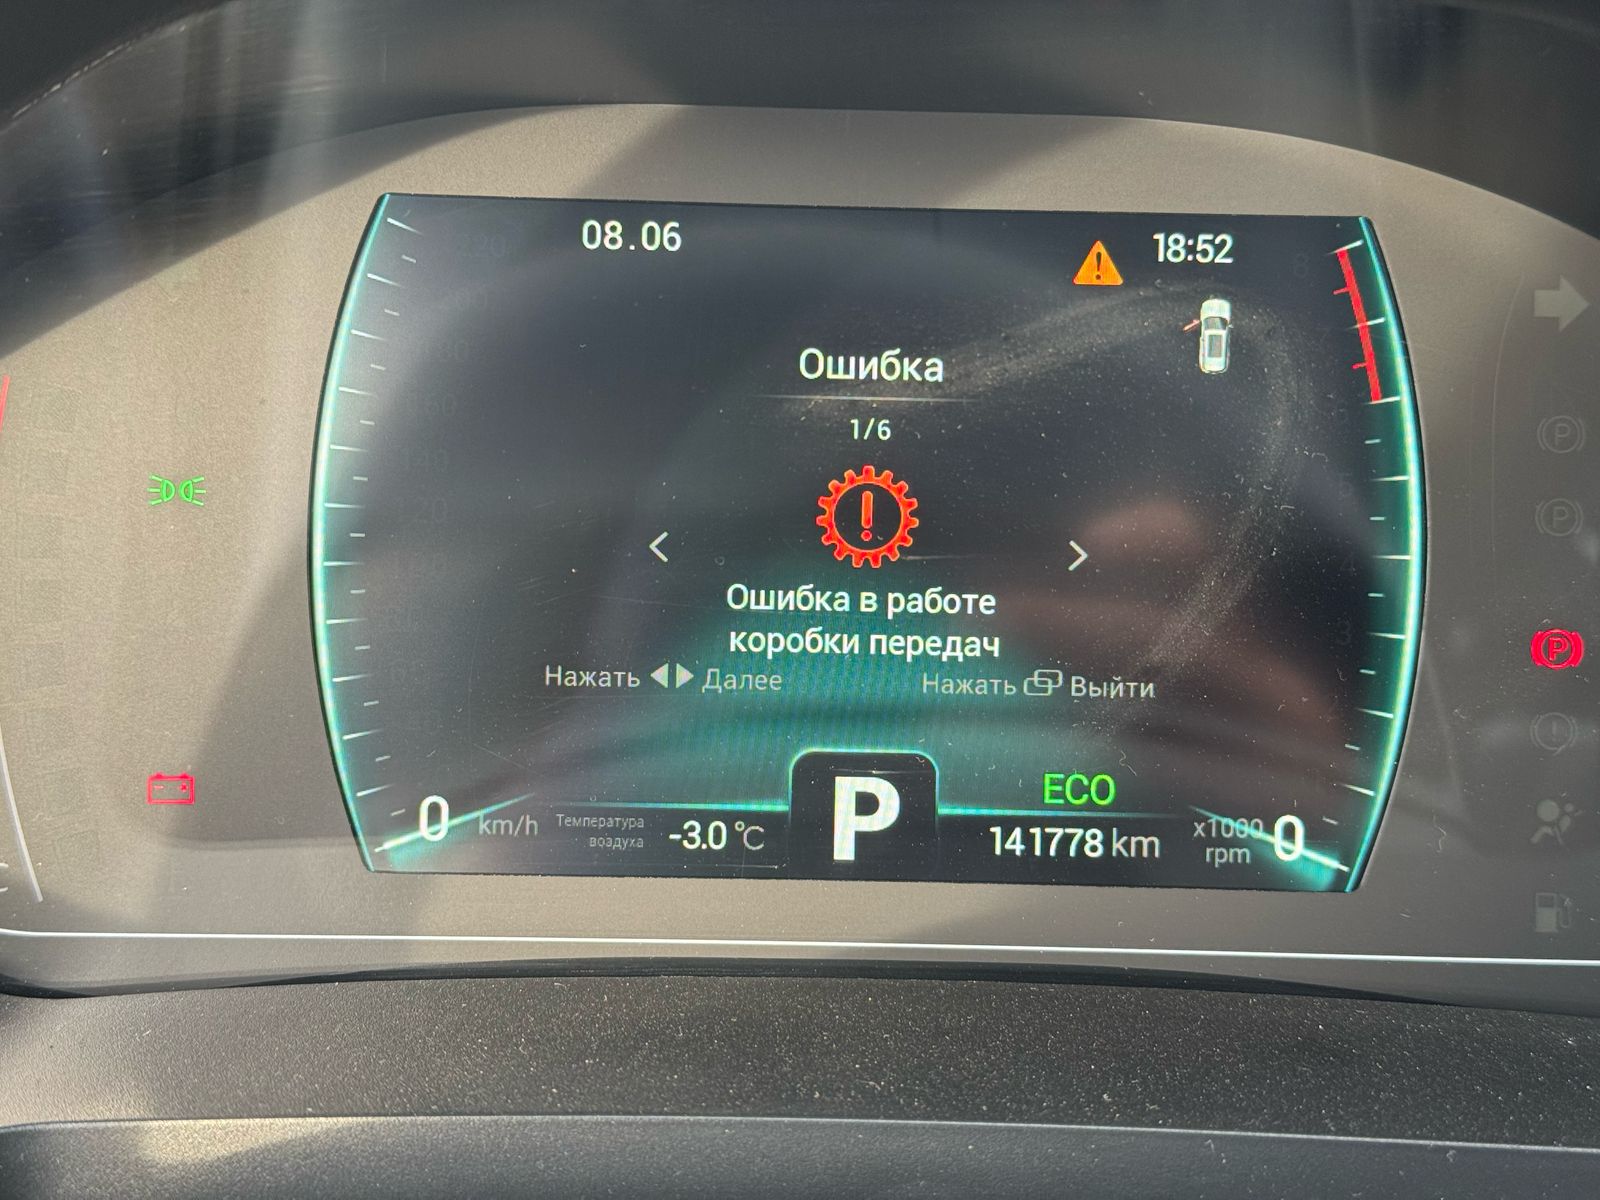 08.06
18:52
Ошибка
1/6
Ошибка в работе
коробки передач
Нажать Далее
Нажать Выйти
P
ECO
0 km/h
Температура
воздуха
-3.0 °C
141778 km
x1000
rpm
0